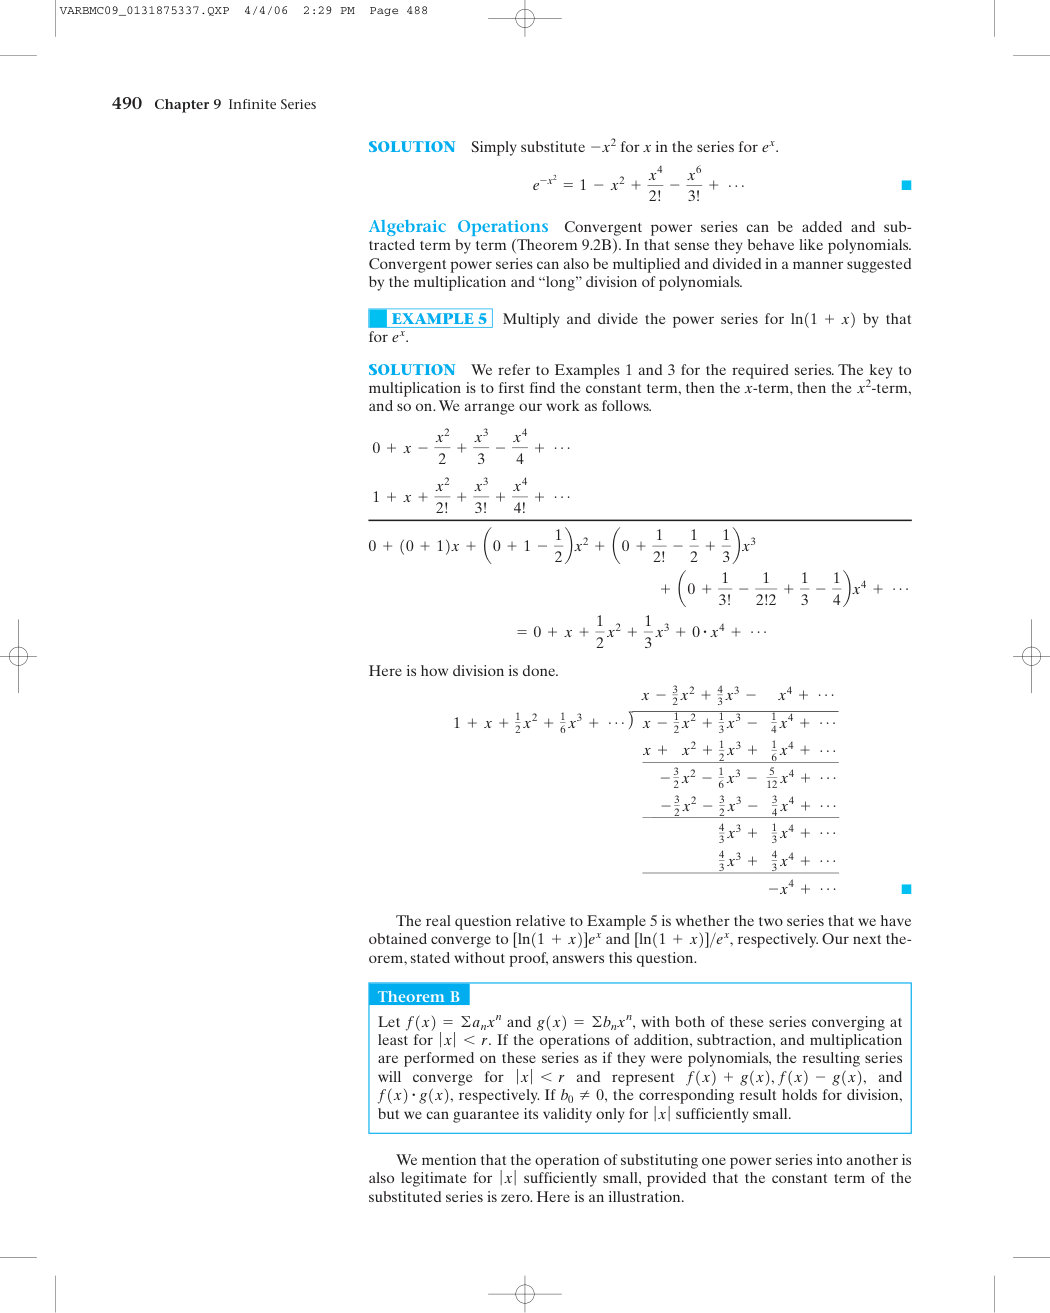 VARBMC09_0131875337.QXP 4/4/06 2:29 PM Page 488
490 Chapter 9 Infinite Series
SOLUTION Simply substitute −x² for x in the series for eˣ.
e^{−x²} = 1 − x² + x⁴/2! − x⁶/3! + ⋯
Algebraic Operations Convergent power series can be added and sub-
tracted term by term (Theorem 9.2B). In that sense they behave like polynomials.
Convergent power series can also be multiplied and divided in a manner suggested
by the multiplication and “long” division of polynomials.
EXAMPLE 5 Multiply and divide the power series for ln(1 + x) by that
for eˣ.
SOLUTION We refer to Examples 1 and 3 for the required series. The key to
multiplication is to first find the constant term, then the x-term, then the x²-term,
and so on. We arrange our work as follows.
0 + x − x²/2 + x³/3 − x⁴/4 + ⋯
1 + x + x²/2! + x³/3! + x⁴/4! + ⋯
0 + (0 + 1)x + (0 + 1 − 1/2)x² + (0 + 1/2! − 1/2 + 1/3)x³
+ (0 + 1/3! − 1/2!2 + 1/3 − 1/4)x⁴ + ⋯
= 0 + x + 1/2 x² + 1/3 x³ + 0 · x⁴ + ⋯
Here is how division is done.
x − 3/2 x² + 4/3 x³ − x⁴ + ⋯
1 + x + 1/2 x² + 1/6 x³ + ⋯ ) x − 1/2 x² + 1/3 x³ − 1/4 x⁴ + ⋯
x + x² + 1/2 x³ + 1/6 x⁴ + ⋯
−3/2 x² − 1/6 x³ − 5/12 x⁴ + ⋯
−3/2 x² − 3/2 x³ − 3/4 x⁴ + ⋯
4/3 x³ + 1/3 x⁴ + ⋯
4/3 x³ + 4/3 x⁴ + ⋯
−x⁴ + ⋯
The real question relative to Example 5 is whether the two series that we have
obtained converge to [ln(1 + x)]eˣ and [ln(1 + x)]/eˣ, respectively. Our next the-
orem, stated without proof, answers this question.
Theorem B
Let f(x) = Σaₙxⁿ and g(x) = Σbₙxⁿ, with both of these series converging at
least for |x| < r. If the operations of addition, subtraction, and multiplication
are performed on these series as if they were polynomials, the resulting series
will converge for |x| < r and represent f(x) + g(x), f(x) − g(x), and
f(x) · g(x), respectively. If b₀ ≠ 0, the corresponding result holds for division,
but we can guarantee its validity only for |x| sufficiently small.
We mention that the operation of substituting one power series into another is
also legitimate for |x| sufficiently small, provided that the constant term of the
substituted series is zero. Here is an illustration.